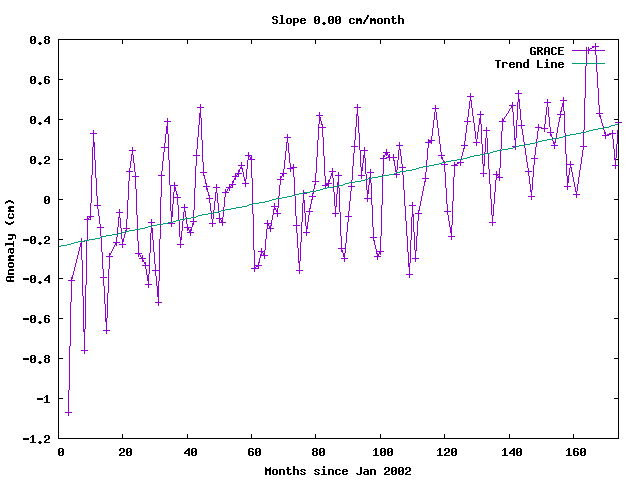 Slope 0.00 cm/month
GRACE
Trend Line
0.8
0.6
0.4
0.2
0
-0.2
-0.4
-0.6
-0.8
-1
-1.2
Anomaly (cm)
0 20 40 60 80 100 120 140 160
Months since Jan 2002